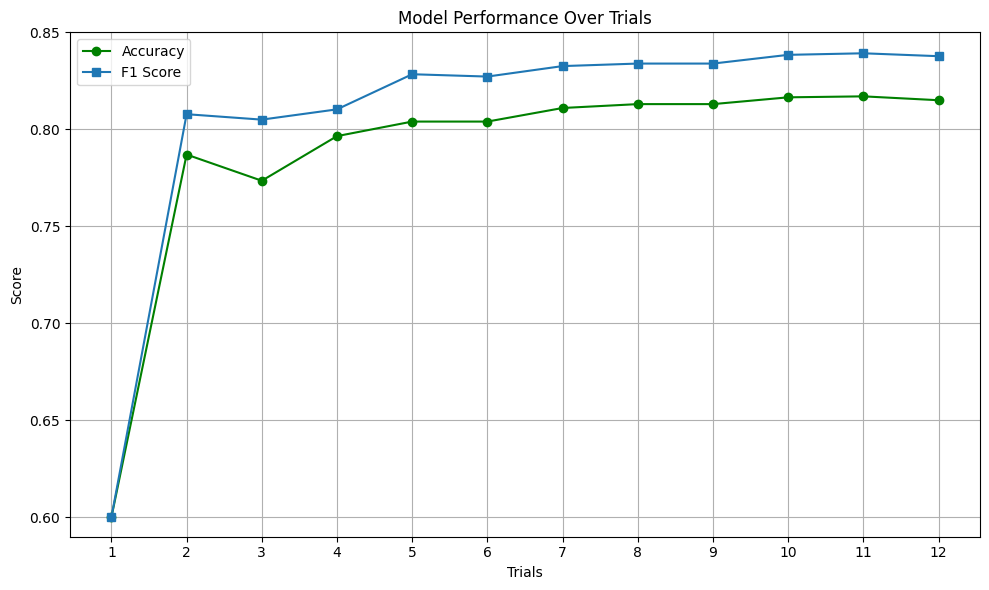 Model Performance Over Trials
Accuracy
F1 Score
Score
0.85
0.80
0.75
0.70
0.65
0.60
1 2 3 4 5 6 7 8 9 10 11 12
Trials